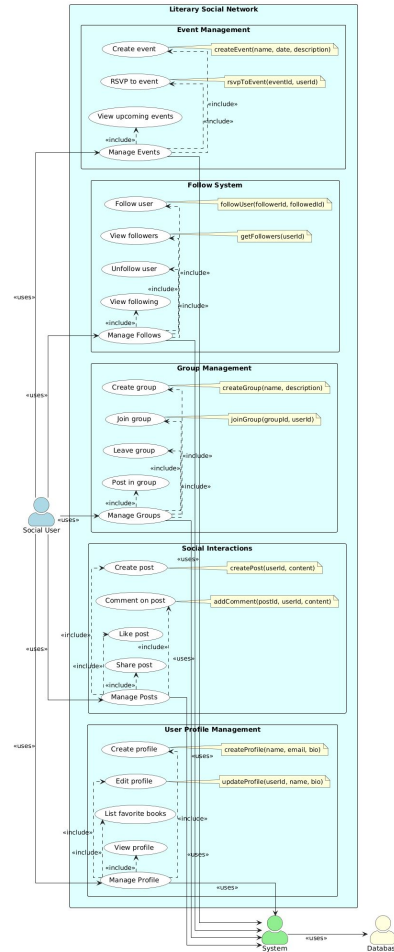 Literary Social Network
Event Management
Create event
createEvent(name, date, description)
RSVP to event
rsvpToEvent(eventId, userId)
«include»
View upcoming events
«include»
«include»
Manage Events
Follow System
Follow user
followUser(followerId, followedId)
View followers
getFollowers(userId)
Unfollow user
«include»
«include»
View following
«uses»
«include»
«include»
Manage Follows
Group Management
Create group
createGroup(name, description)
«uses»
Join group
joinGroup(groupId, userId)
Leave group
«include»
«include»
Post in group
«include»
Manage Groups
«uses»
Social User
Social Interactions
«uses»
Create post
createPost(userId, content)
Comment on post
addComment(postId, userId, content)
Like post
«include»
«include»
«uses»
Share post
«uses»
«include»
«include»
Manage Posts
User Profile Management
Create profile
createProfile(name, email, bio)
«uses»
«uses»
Edit profile
updateProfile(userId, name, bio)
List favorite books
«include»
«include»
View profile
«include»
«uses»
«include»
Manage Profile
«uses»
System
«uses»
Databas